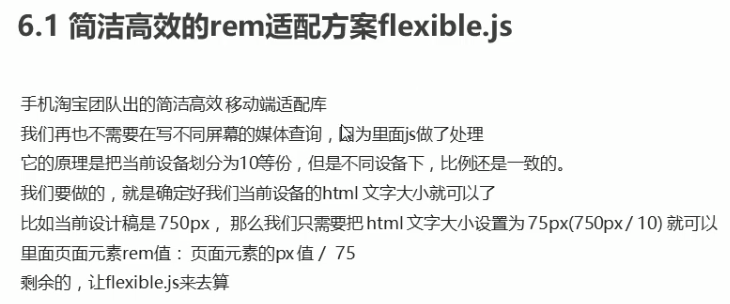 6.1 简洁高效的rem适配方案flexible.js
手机淘宝团队出的简洁高效 移动端适配库
我们再也不需要在写不同屏幕的媒体查询，因为里面js做了处理
它的原理是把当前设备划分为10等份，但是不同设备下，比例还是一致的。
我们要做的，就是确定好我们当前设备的html 文字大小就可以了
比如当前设计稿是 750px， 那么我们只需要把 html 文字大小设置为 75px(750px / 10) 就可以
里面页面元素rem值： 页面元素的px 值 / 75
剩余的，让flexible.js来去算